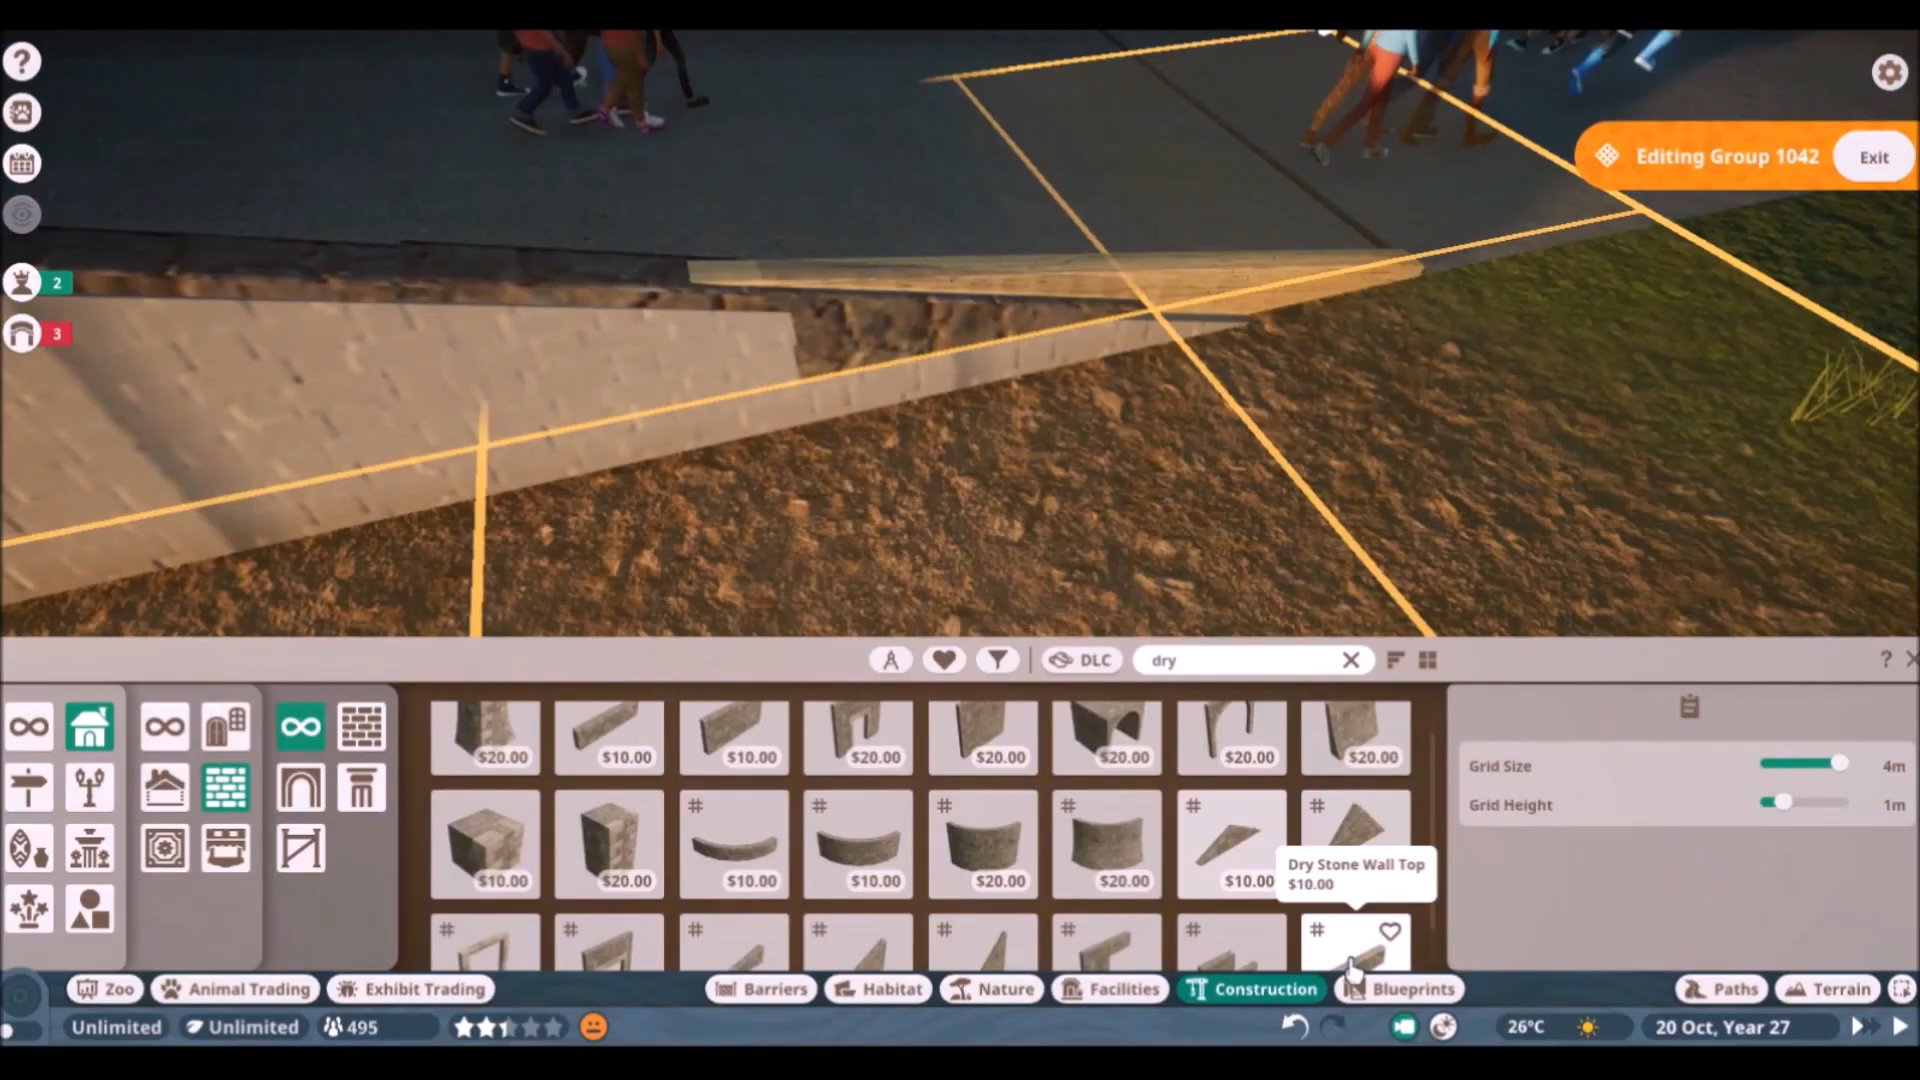 ?
Editing Group 1042 Exit
2
3
DLC dry ?
$20.00 $10.00 $10.00 $20.00 $20.00 $20.00 $20.00 $20.00
Grid Size 4m
Grid Height 1m
# # # # # #
$10.00 $20.00 $10.00 $10.00 $20.00 $20.00 $10.00
Dry Stone Wall Top
$10.00
# # # # # # # #
Zoo Animal Trading Exhibit Trading Barriers Habitat Nature Facilities Construction Blueprints Paths Terrain
Unlimited Unlimited 495 26°C 20 Oct, Year 27